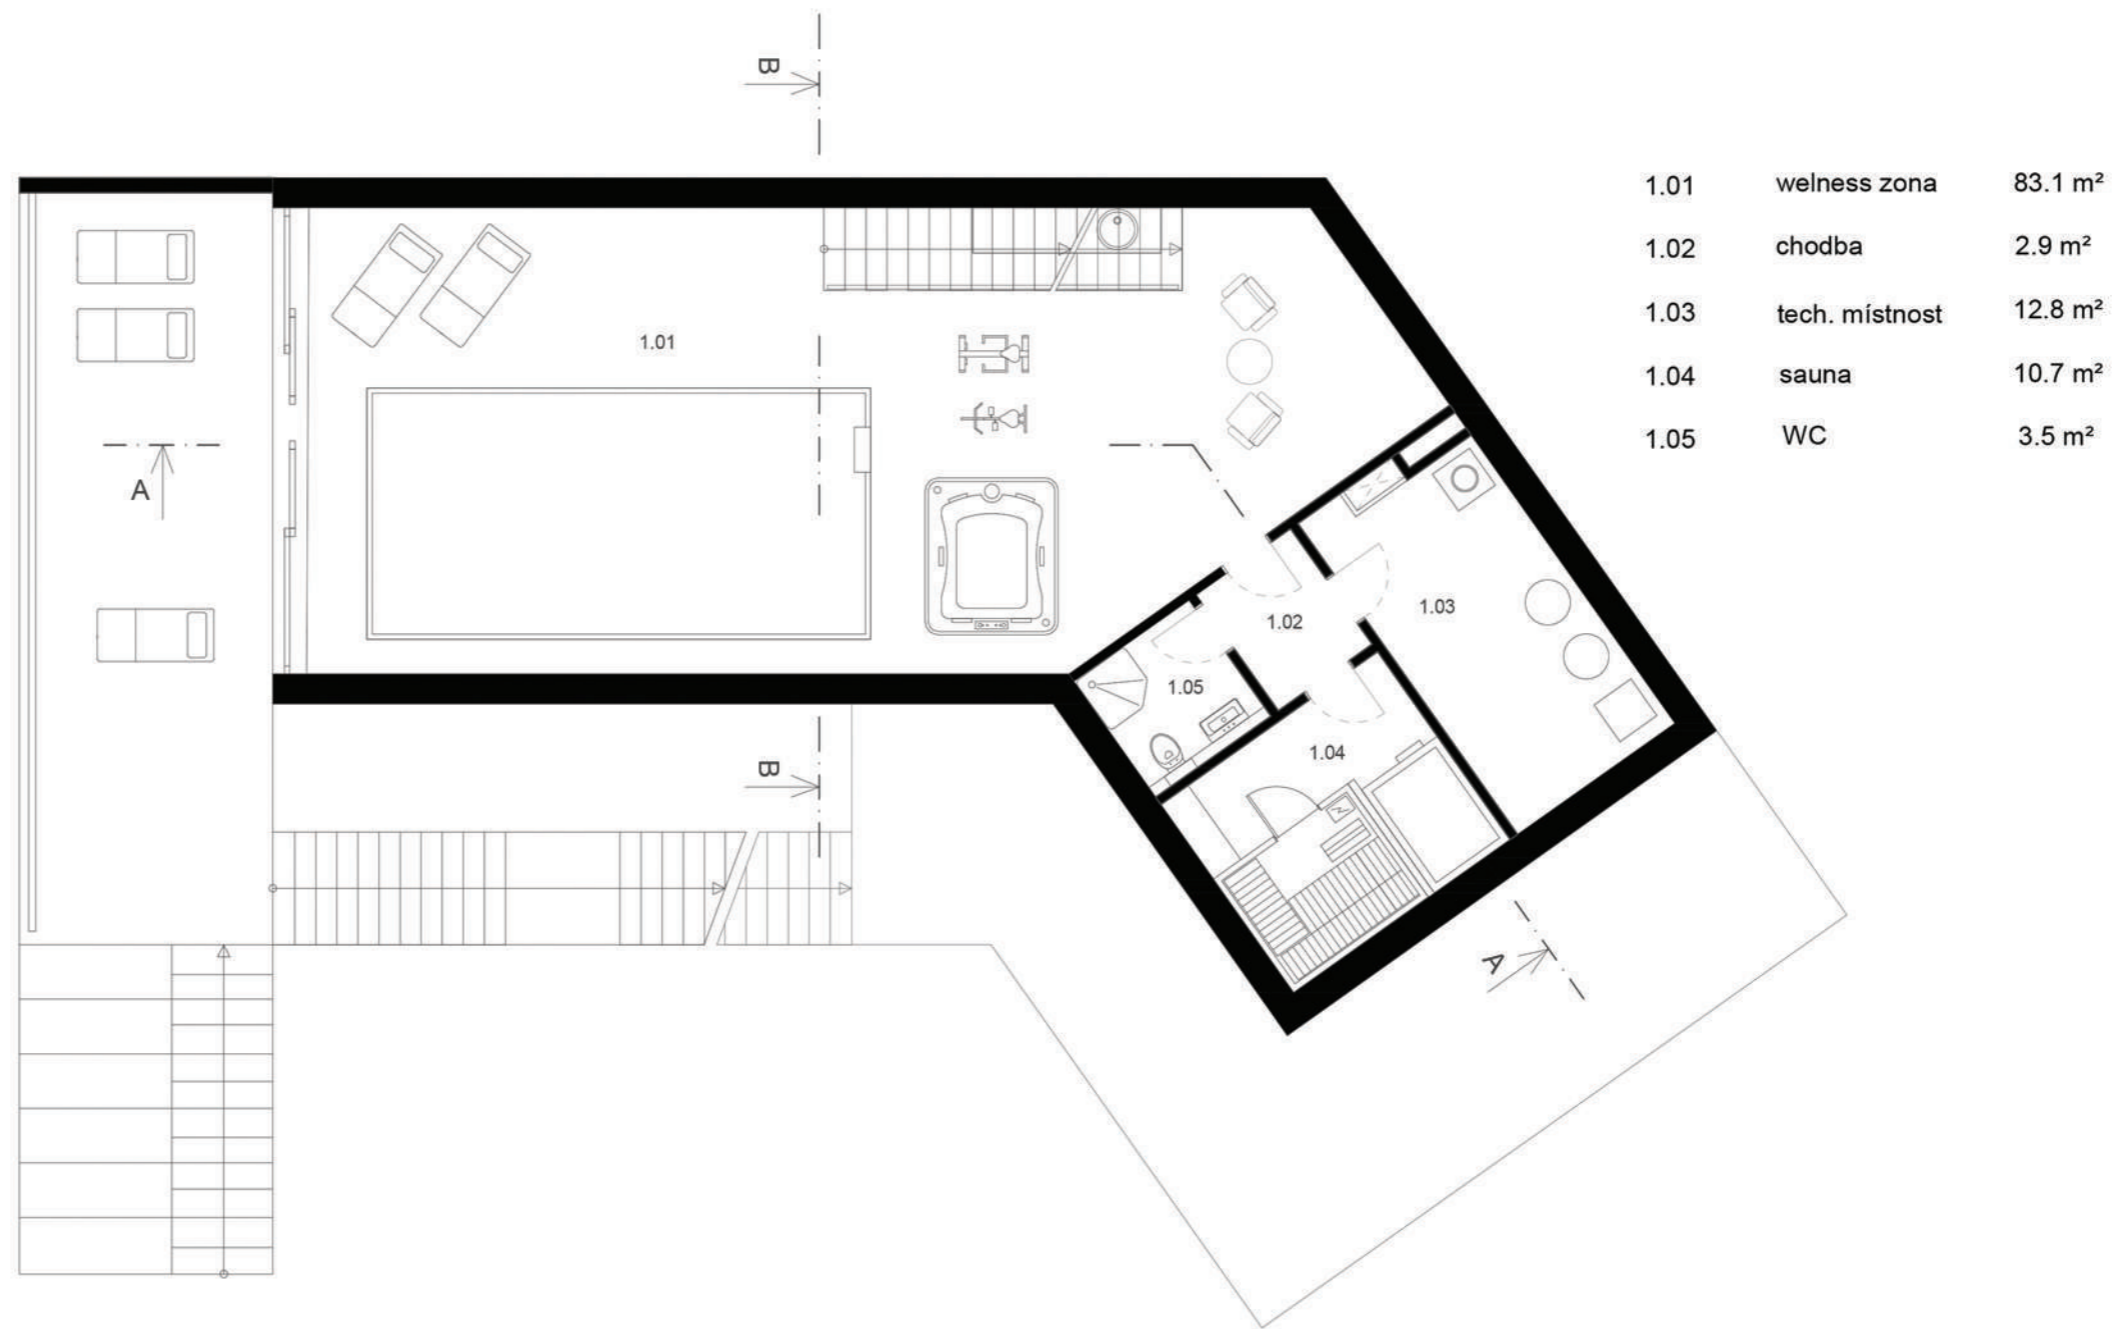 B
1.01 welness zona 83.1 m²
1.02 chodba 2.9 m²
1.03 tech. místnost 12.8 m²
1.04 sauna 10.7 m²
1.05 WC 3.5 m²
1.01
A
1.02
1.03
1.05
1.04
B
A